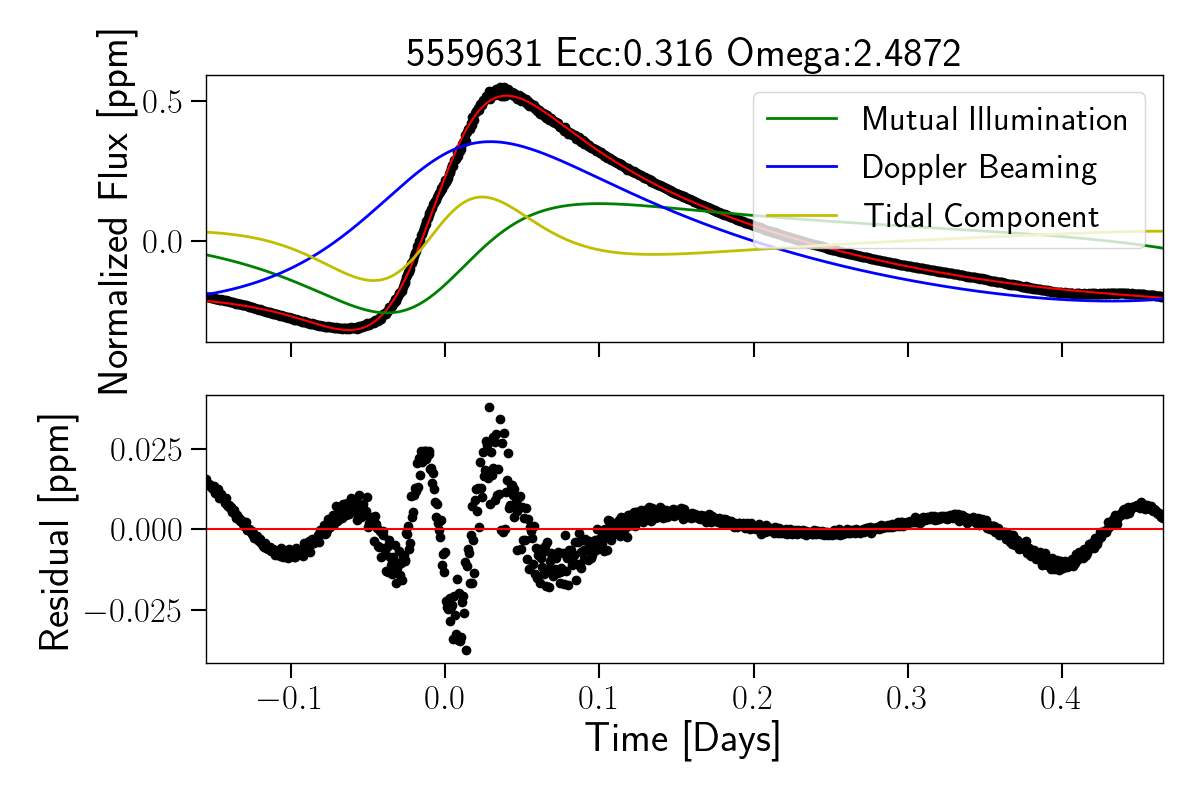 5559631 Ecc:0.316 Omega:2.4872
Normalized Flux [ppm]
0.5
0.0
Mutual Illumination
Doppler Beaming
Tidal Component
Residual [ppm]
0.025
0.000
−0.025
−0.1 0.0 0.1 0.2 0.3 0.4
Time [Days]